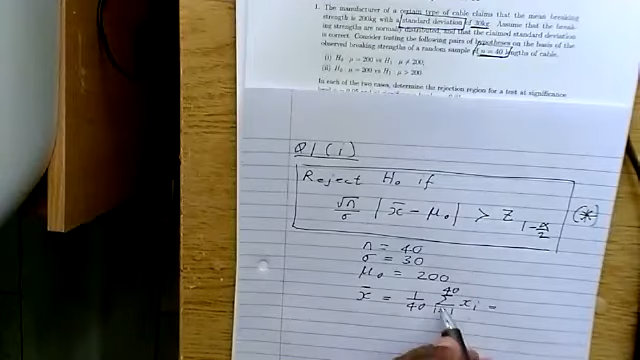 1. The manufacturer of a certain type of cable claims that the mean breaking
strength is 200kg with a standard deviation of 30kg. Assume that the break-
ing strengths are normally distributed, and that the claimed standard deviation
is correct. Consider testing the following pairs of hypotheses on the basis of the
observed breaking strengths of a random sample (n = 40) lengths of cable.
(i) H₀ : μ = 200 vs H₁ : μ ≠ 200;
(ii) H₀ : μ = 200 vs H₁ : μ > 200.
In each of the two cases, determine the rejection region for a test at significance
Q1 (i)
Reject H₀ if
√n/σ |x̄ - μ₀| > Z 1-α/2 (*)
n = 40
σ = 30
μ₀ = 200
x̄ = 1/40 40 Σ i=1 xᵢ =